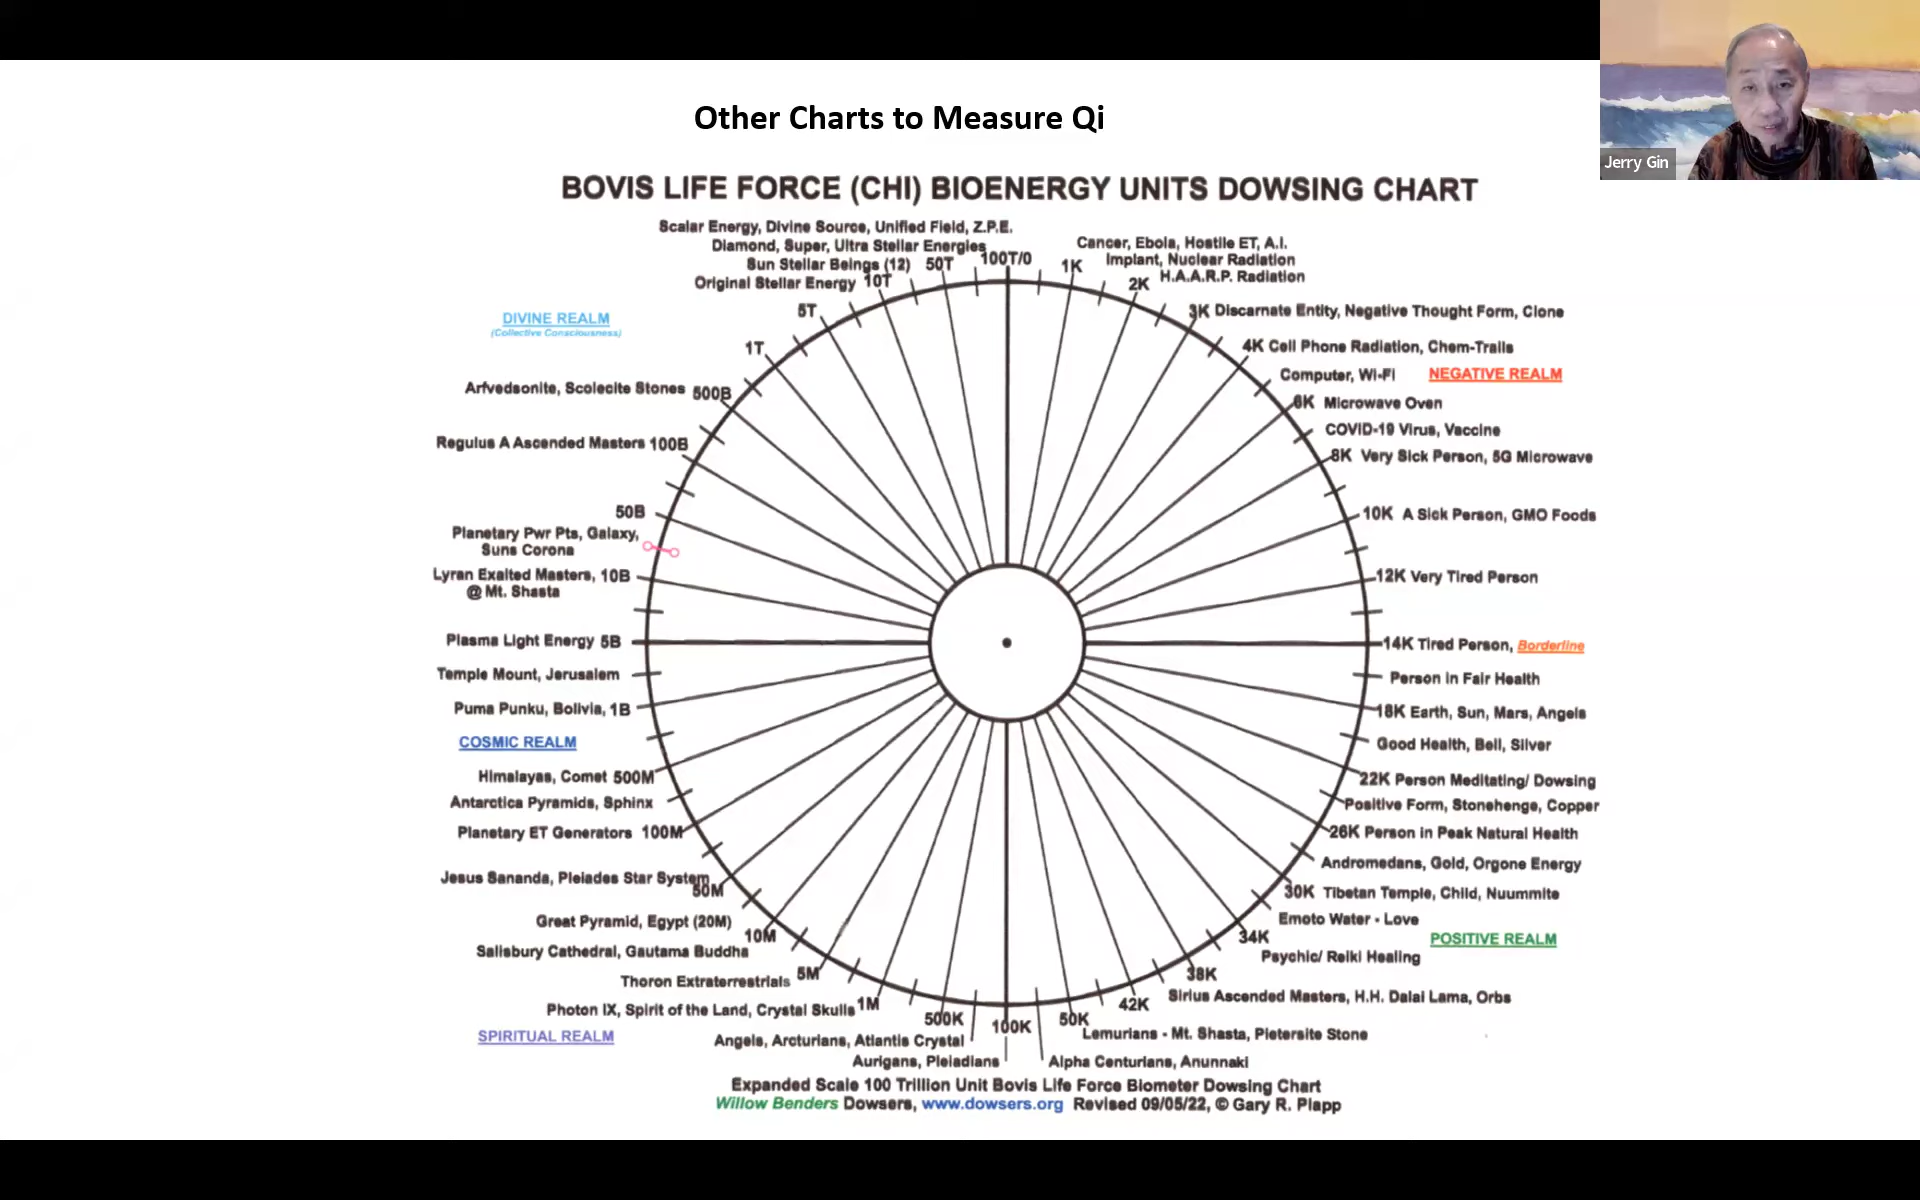 Other Charts to Measure Qi
Jerry Gin
BOVIS LIFE FORCE (CHI) BIOENERGY UNITS DOWSING CHART
Scalar Energy, Divine Source, Unified Field, Z.P.E.
Diamond, Super, Ultra Stellar Energies
Sun Stellar Beings (12) 50T
100T/0
Original Stellar Energy 10T
5T
DIVINE REALM
(Collective Consciousness)
1T
Arfvedsonite, Scolecite Stones 500B
Regulus A Ascended Masters 100B
50B
Planetary Pwr Pts, Galaxy,
Suns Corona
Lyran Exalted Masters, 10B
@ Mt. Shasta
Plasma Light Energy 5B
Temple Mount, Jerusalem
Puma Punku, Bolivia, 1B
COSMIC REALM
Himalayas, Comet 500M
Antarctica Pyramids, Sphinx
Planetary ET Generators 100M
Jesus Sananda, Pleiades Star System
50M
Great Pyramid, Egypt (20M)
10M
Salisbury Cathedral, Gautama Buddha
Thoron Extraterrestrials 5M
Photon IX, Spirit of the Land, Crystal Skulls 1M
SPIRITUAL REALM
500K
Angels, Arcturians, Atlantis Crystal
100K
Aurigans, Pleiadians
Cancer, Ebola, Hostile ET, A.I.
1K Implant, Nuclear Radiation
2K H.A.A.R.P. Radiation
3K Discarnate Entity, Negative Thought Form, Clone
4K Cell Phone Radiation, Chem-Trails
Computer, Wi-Fi
NEGATIVE REALM
6K Microwave Oven
COVID-19 Virus, Vaccine
8K Very Sick Person, 5G Microwave
10K A Sick Person, GMO Foods
12K Very Tired Person
14K Tired Person, Borderline
Person in Fair Health
18K Earth, Sun, Mars, Angels
Good Health, Bell, Silver
22K Person Meditating/ Dowsing
Positive Form, Stonehenge, Copper
26K Person in Peak Natural Health
Andromedans, Gold, Orgone Energy
30K Tibetan Temple, Child, Nuummite
Emoto Water - Love
34K
POSITIVE REALM
Psychic/ Reiki Healing
38K
Sirius Ascended Masters, H.H. Dalai Lama, Orbs
42K
50K
Lemurians - Mt. Shasta, Pietersite Stone
Alpha Centurians, Anunnaki
Expanded Scale 100 Trillion Unit Bovis Life Force Biometer Dowsing Chart
Willow Benders Dowsers, www.dowsers.org Revised 09/05/22, © Gary R. Plapp